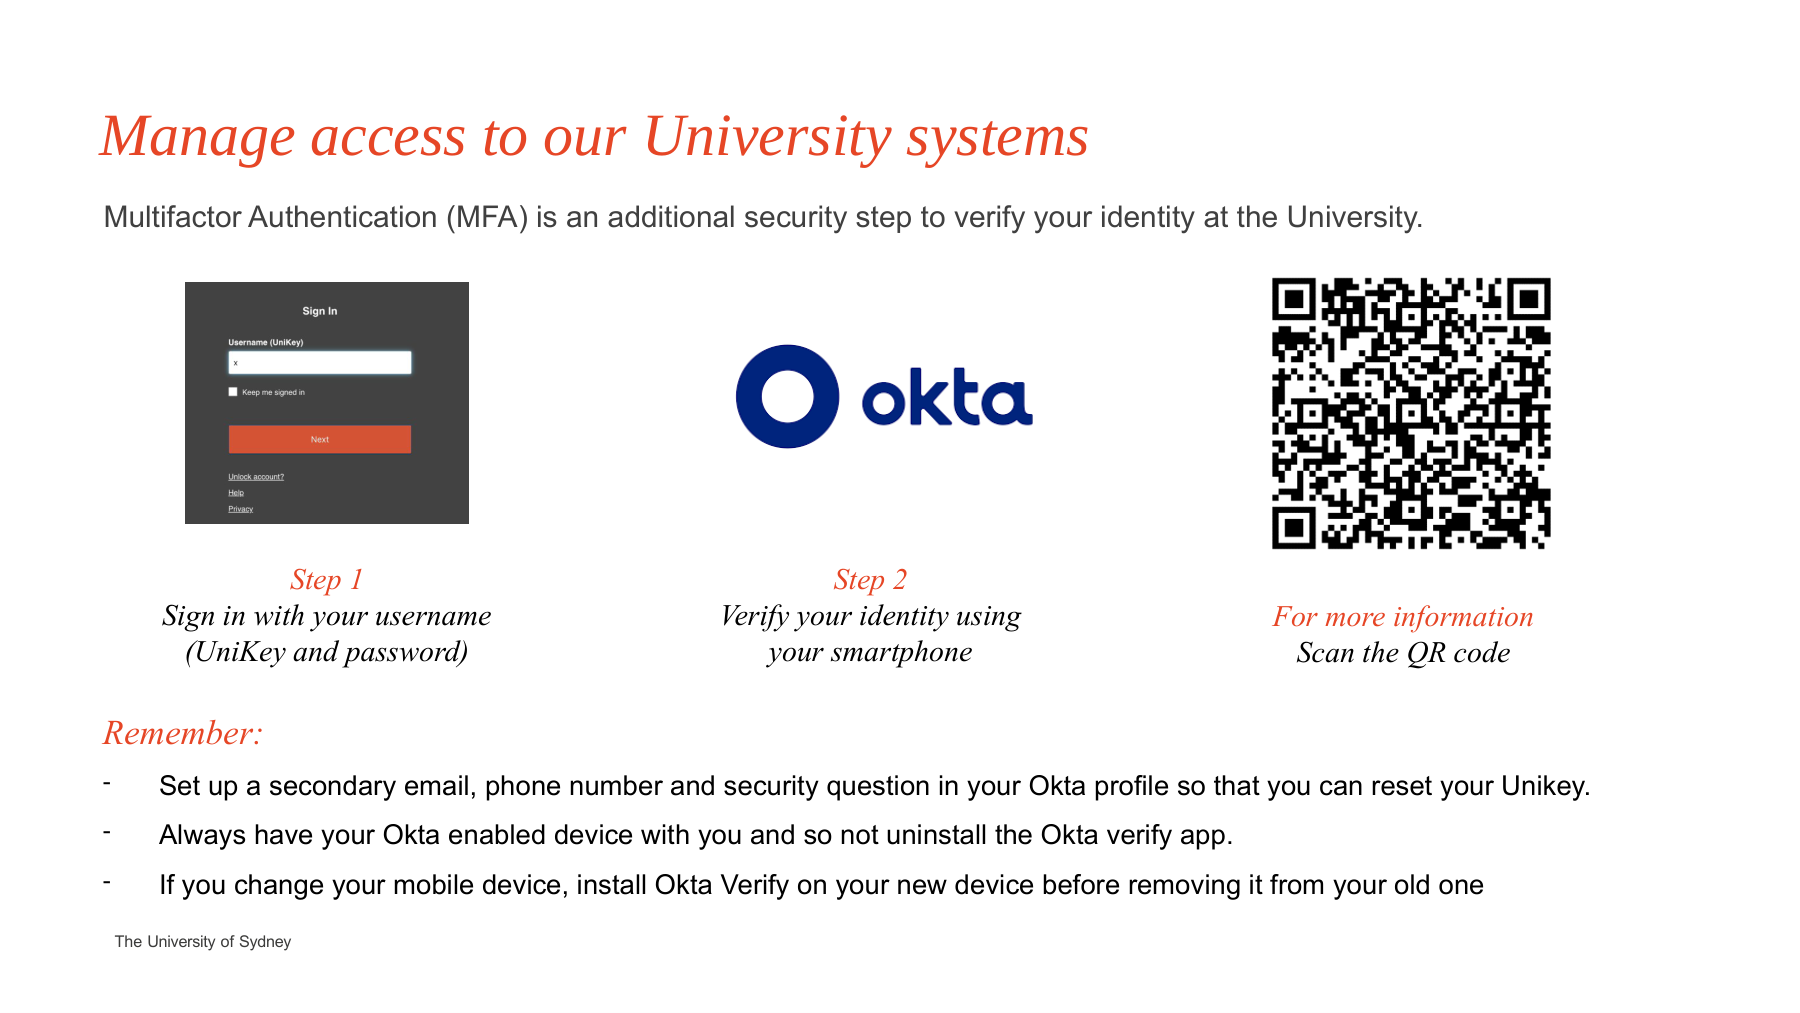 Manage access to our University systems
Multifactor Authentication (MFA) is an additional security step to verify your identity at the University.
Sign In
Username (UniKey)
x
Keep me signed in
Next
Unlock account?
Help
Privacy
okta
Step 1
Sign in with your username
(UniKey and password)
Step 2
Verify your identity using
your smartphone
For more information
Scan the QR code
Remember:
- Set up a secondary email, phone number and security question in your Okta profile so that you can reset your Unikey.
- Always have your Okta enabled device with you and so not uninstall the Okta verify app.
- If you change your mobile device, install Okta Verify on your new device before removing it from your old one
The University of Sydney